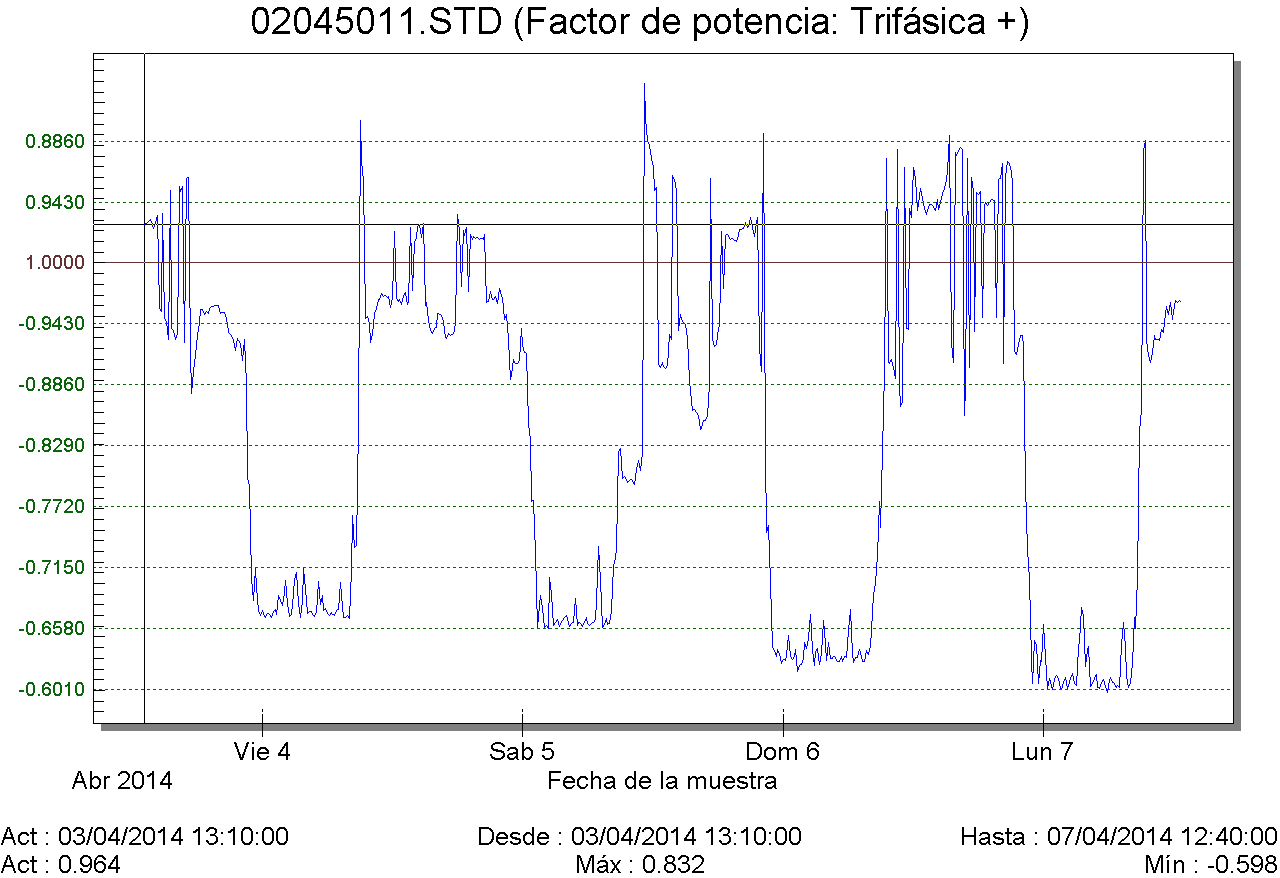 02045011.STD (Factor de potencia: Trifásica +)
0.8860
0.9430
1.0000
-0.9430
-0.8860
-0.8290
-0.7720
-0.7150
-0.6580
-0.6010
Vie 4 Sab 5 Dom 6 Lun 7
Abr 2014 Fecha de la muestra
Act : 03/04/2014 13:10:00 Desde : 03/04/2014 13:10:00 Hasta : 07/04/2014 12:40:00
Act : 0.964 Máx : 0.832 Mín : -0.598